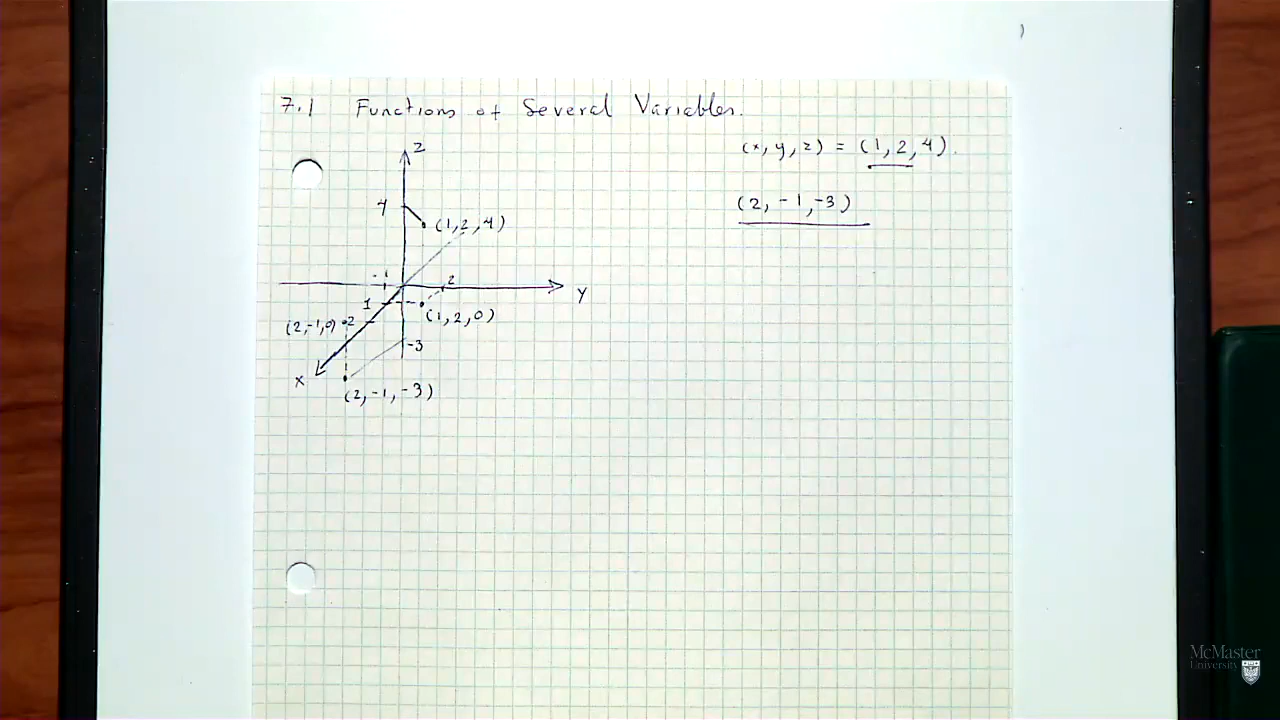 7.1 Functions of Several Variables.
(x, y, z) = (1, 2, 4).
(2, -1, -3)
z
4
(1, 2, 4)
-1
2
y
1
(1, 2, 0)
(2, -1, 0)
2
-3
x
(2, -1, -3)
McMaster
University